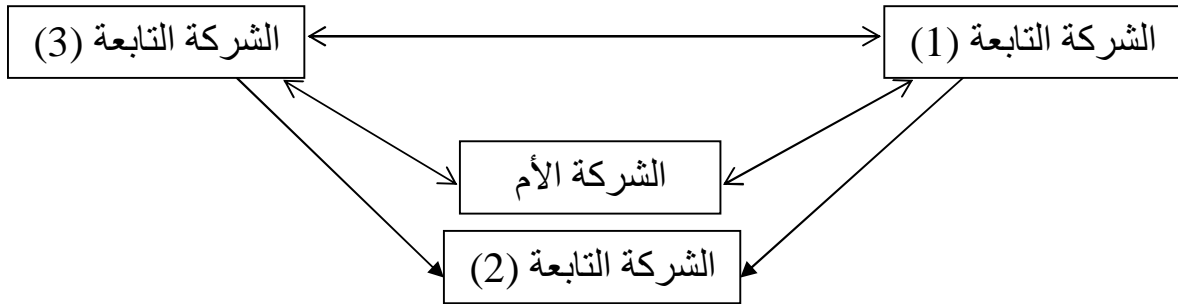 الشركة التابعة (1)
الشركة التابعة (3)
الشركة الأم
الشركة التابعة (2)